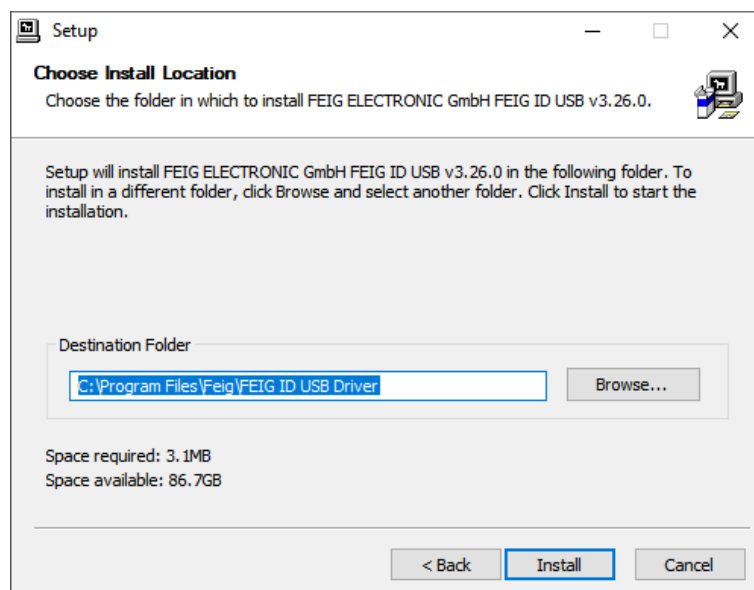 Setup
Choose Install Location
Choose the folder in which to install FEIG ELECTRONIC GmbH FEIG ID USB v3.26.0.
Setup will install FEIG ELECTRONIC GmbH FEIG ID USB v3.26.0 in the following folder. To
install in a different folder, click Browse and select another folder. Click Install to start the
installation.
Destination Folder
C:\Program Files\Feig\FEIG ID USB Driver
Browse...
Space required: 3.1MB
Space available: 86.7GB
< Back
Install
Cancel